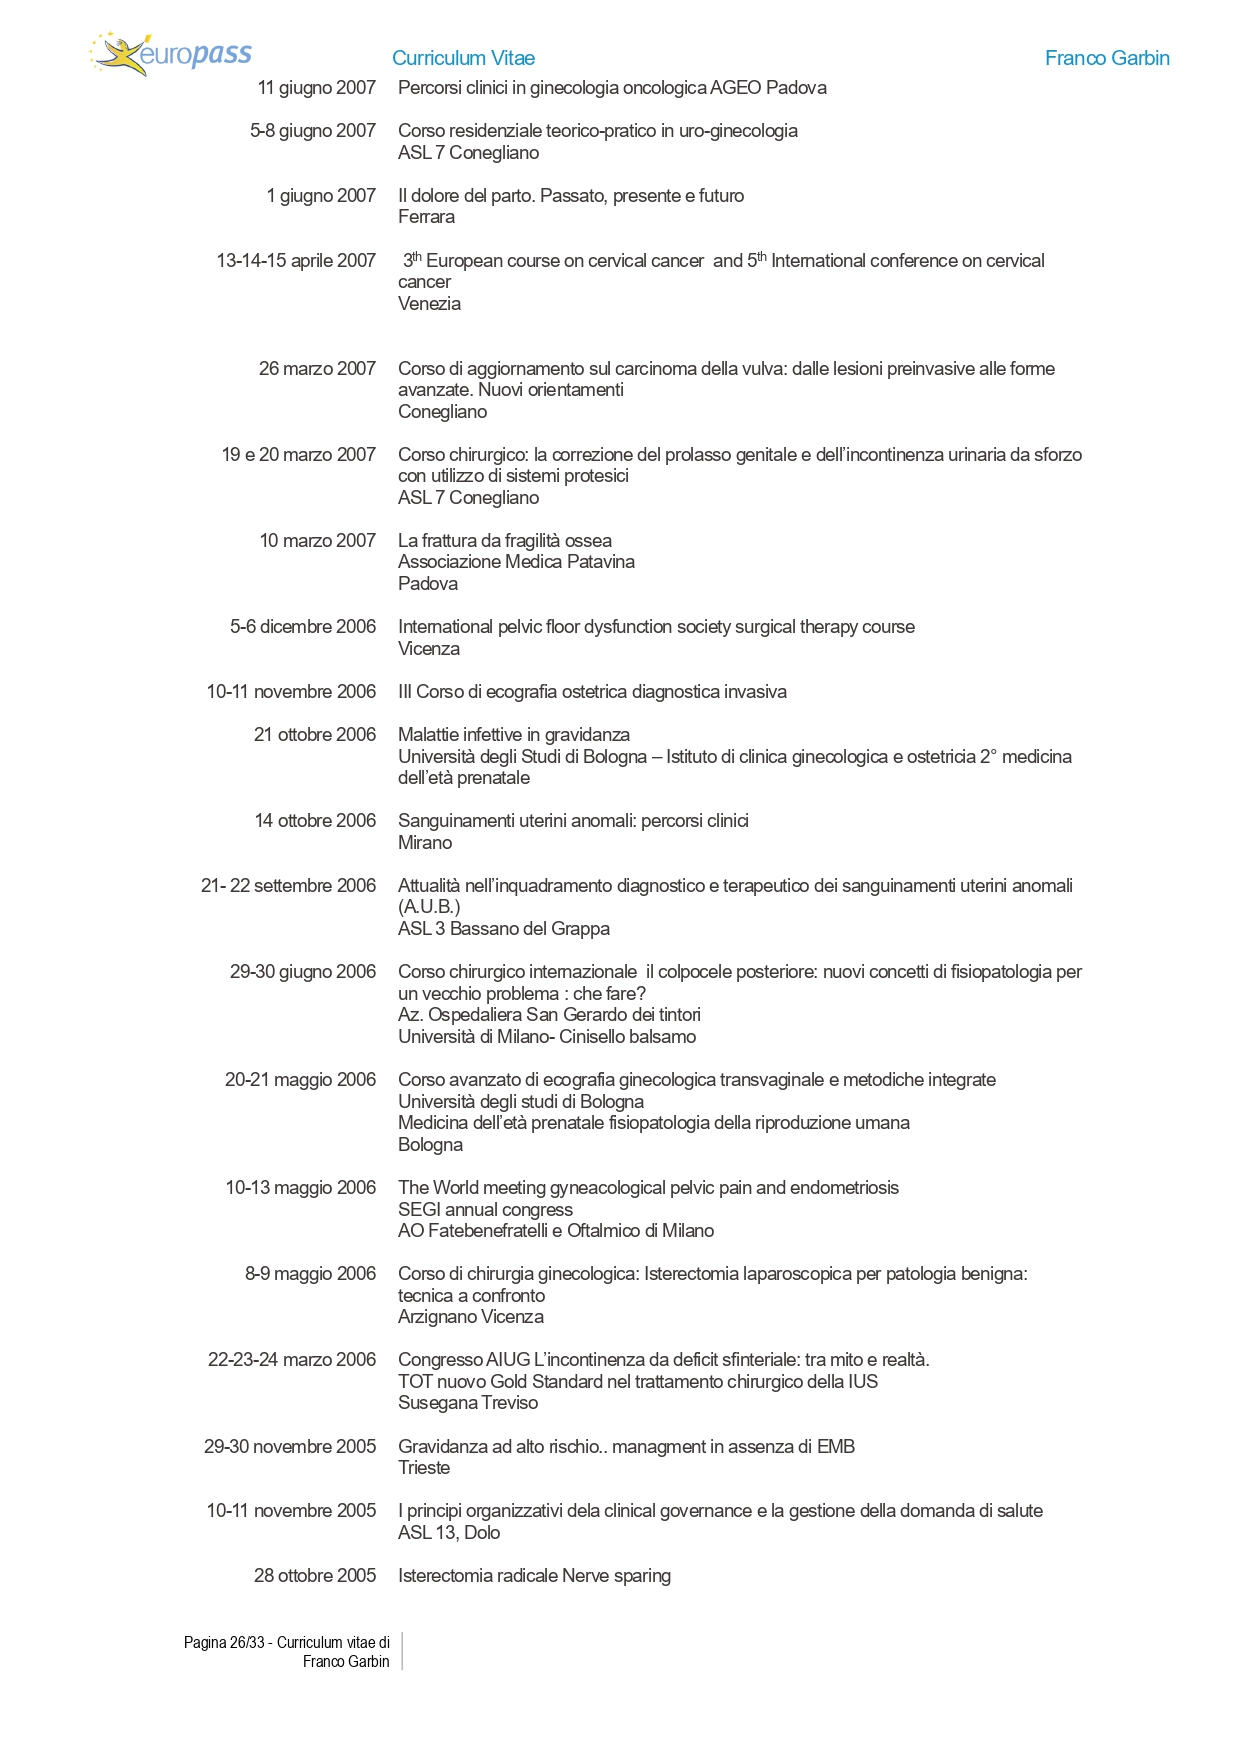 europass Curriculum Vitae Franco Garbin
11 giugno 2007 Percorsi clinici in ginecologia oncologica AGEO Padova
5-8 giugno 2007 Corso residenziale teorico-pratico in uro-ginecologia
ASL 7 Conegliano
1 giugno 2007 Il dolore del parto. Passato, presente e futuro
Ferrara
13-14-15 aprile 2007 3th European course on cervical cancer and 5th International conference on cervical
cancer
Venezia
26 marzo 2007 Corso di aggiornamento sul carcinoma della vulva: dalle lesioni preinvasive alle forme
avanzate. Nuovi orientamenti
Conegliano
19 e 20 marzo 2007 Corso chirurgico: la correzione del prolasso genitale e dell’incontinenza urinaria da sforzo
con utilizzo di sistemi protesici
ASL 7 Conegliano
10 marzo 2007 La frattura da fragilità ossea
Associazione Medica Patavina
Padova
5-6 dicembre 2006 International pelvic floor dysfunction society surgical therapy course
Vicenza
10-11 novembre 2006 III Corso di ecografia ostetrica diagnostica invasiva
21 ottobre 2006 Malattie infettive in gravidanza
Università degli Studi di Bologna – Istituto di clinica ginecologica e ostetricia 2° medicina
dell’età prenatale
14 ottobre 2006 Sanguinamenti uterini anomali: percorsi clinici
Mirano
21- 22 settembre 2006 Attualità nell’inquadramento diagnostico e terapeutico dei sanguinamenti uterini anomali
(A.U.B.)
ASL 3 Bassano del Grappa
29-30 giugno 2006 Corso chirurgico internazionale il colpocele posteriore: nuovi concetti di fisiopatologia per
un vecchio problema : che fare?
Az. Ospedaliera San Gerardo dei tintori
Università di Milano- Cinisello balsamo
20-21 maggio 2006 Corso avanzato di ecografia ginecologica transvaginale e metodiche integrate
Università degli studi di Bologna
Medicina dell’età prenatale fisiopatologia della riproduzione umana
Bologna
10-13 maggio 2006 The World meeting gyneacological pelvic pain and endometriosis
SEGI annual congress
AO Fatebenefratelli e Oftalmico di Milano
8-9 maggio 2006 Corso di chirurgia ginecologica: Isterectomia laparoscopica per patologia benigna:
tecnica a confronto
Arzignano Vicenza
22-23-24 marzo 2006 Congresso AIUG L’incontinenza da deficit sfinteriale: tra mito e realtà.
TOT nuovo Gold Standard nel trattamento chirurgico della IUS
Susegana Treviso
29-30 novembre 2005 Gravidanza ad alto rischio.. managment in assenza di EMB
Trieste
10-11 novembre 2005 I principi organizzativi dela clinical governance e la gestione della domanda di salute
ASL 13, Dolo
28 ottobre 2005 Isterectomia radicale Nerve sparing
Pagina 26/33 - Curriculum vitae di
Franco Garbin